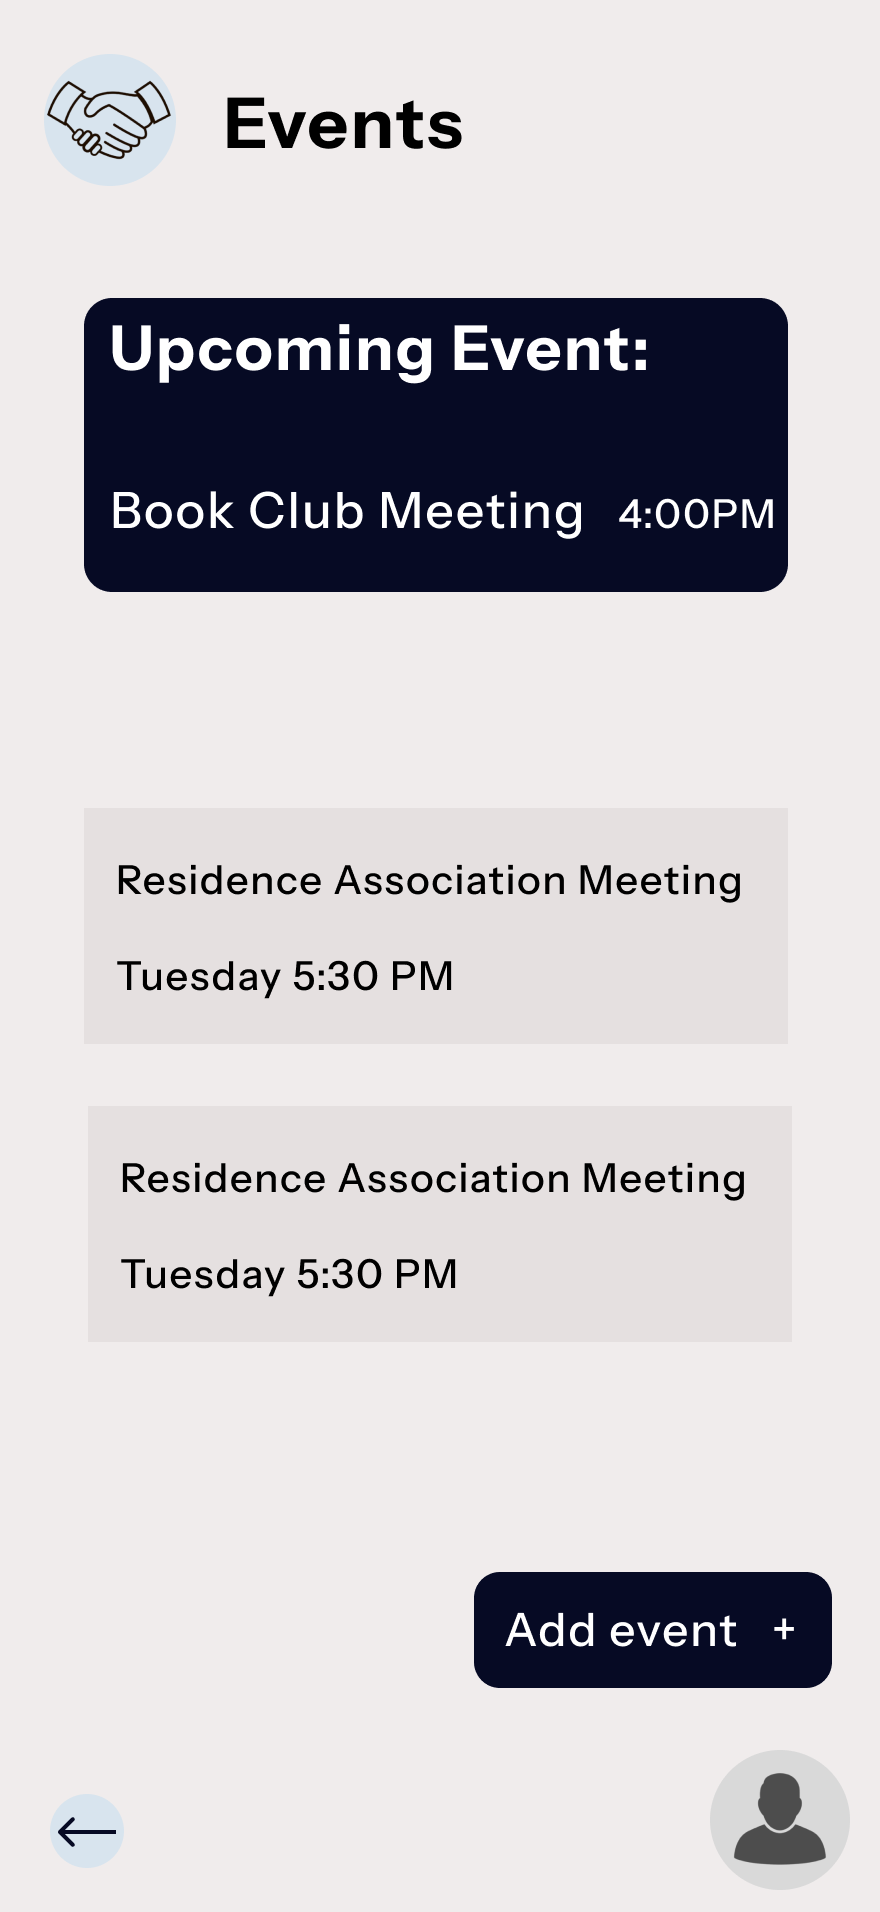 Events
Upcoming Event:
Book Club Meeting 4:00PM
Residence Association Meeting
Tuesday 5:30 PM
Residence Association Meeting
Tuesday 5:30 PM
Add event +